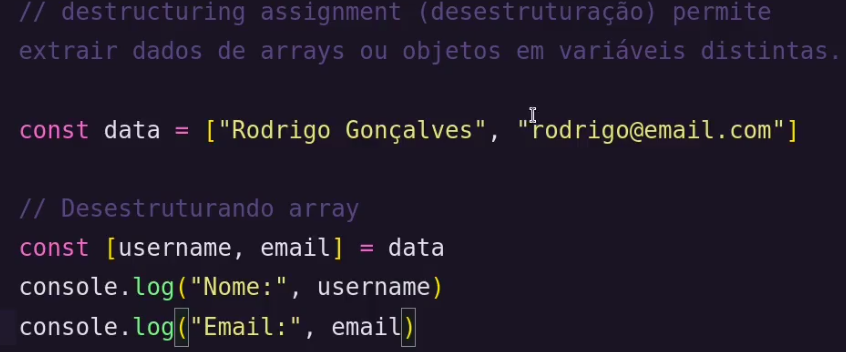 // destructuring assignment (desestruturação) permite
extrair dados de arrays ou objetos em variáveis distintas.
const data = ["Rodrigo Gonçalves", "rodrigo@email.com"]
// Desestruturando array
const [username, email] = data
console.log("Nome:", username)
console.log("Email:", email)